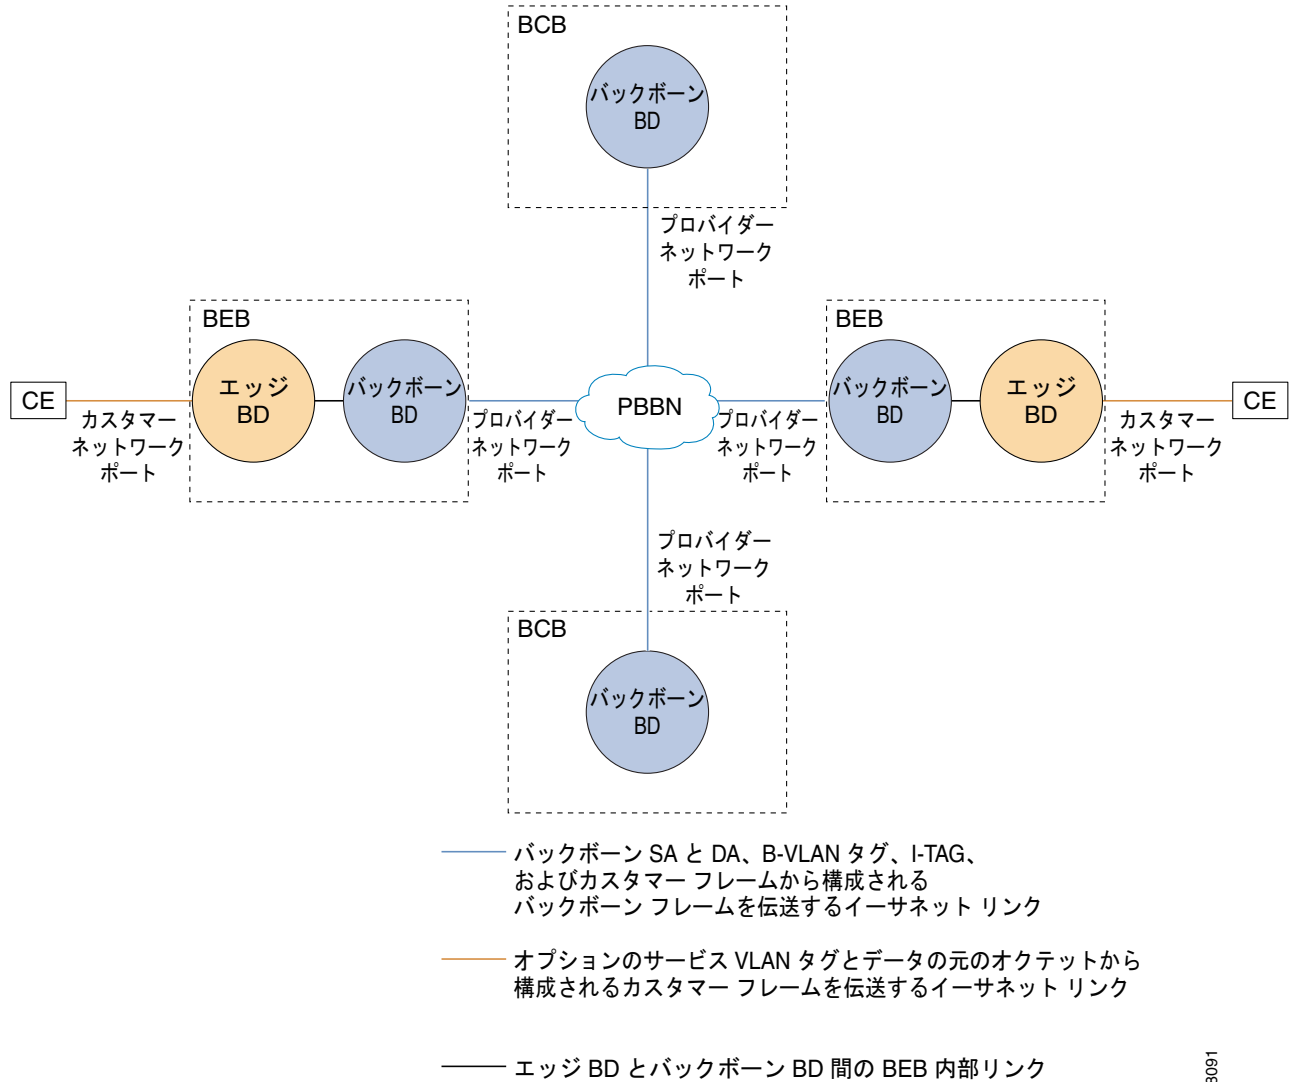 BCB
バックボーン
BD
プロバイダー
ネットワーク
ポート
BEB
エッジ
BD
バックボーン
BD
CE
カスタマー
ネットワーク
ポート
プロバイダー
ネットワーク
ポート
PBBN
プロバイダー
ネットワーク
ポート
BEB
バックボーン
BD
エッジ
BD
カスタマー
ネットワーク
ポート
CE
プロバイダー
ネットワーク
ポート
BCB
バックボーン
BD
バックボーン SA と DA、B-VLAN タグ、I-TAG、
およびカスタマー フレームから構成される
バックボーン フレームを伝送するイーサネット リンク
オプションのサービス VLAN タグとデータの元のオクテットから
構成されるカスタマー フレームを伝送するイーサネット リンク
エッジ BD とバックボーン BD 間の BEB 内部リンク